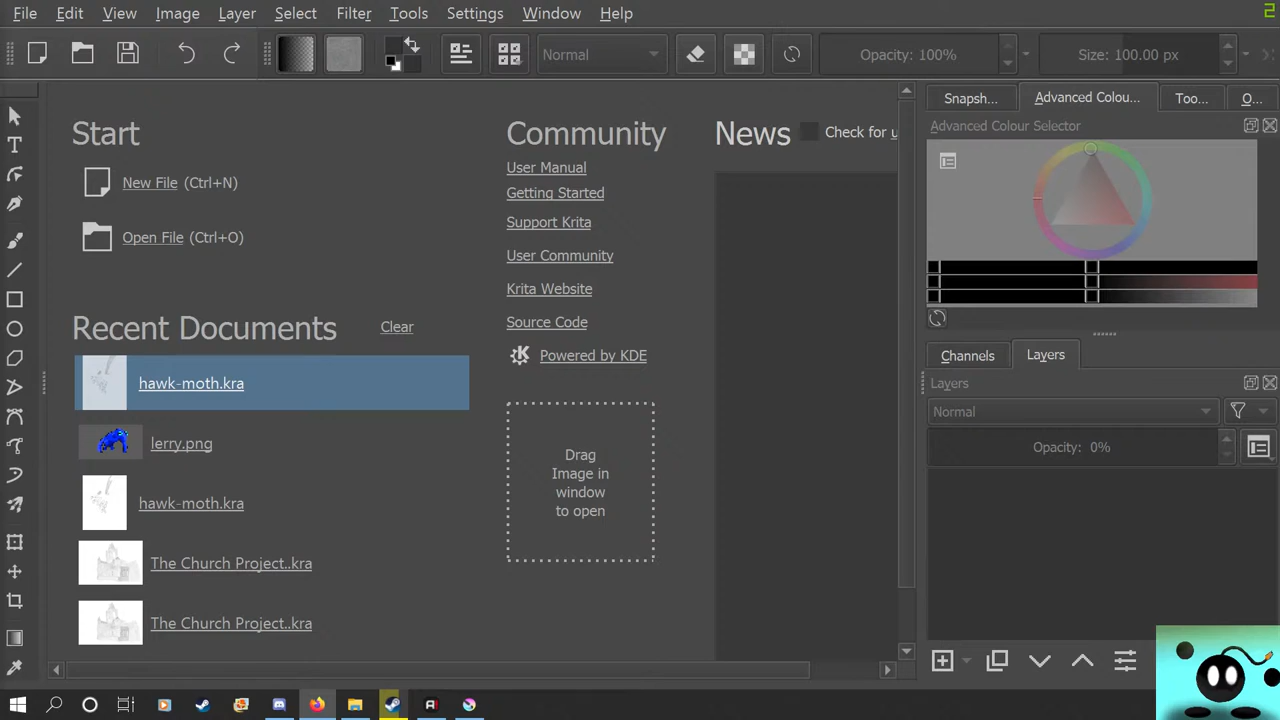 File Edit View Image Layer Select Filter Tools Settings Window Help
2
Normal Opacity: 100% Size: 100.00 px
Start
New File (Ctrl+N)
Open File (Ctrl+O)
Recent Documents Clear
hawk-moth.kra
lerry.png
hawk-moth.kra
The Church Project..kra
The Church Project..kra
Community
User Manual
Getting Started
Support Krita
User Community
Krita Website
Source Code
Powered by KDE
Drag
Image in
window
to open
News Check for u
Snapsh... Advanced Colou... Too... O...
Advanced Colour Selector
Channels Layers
Layers
Normal
Opacity: 0%